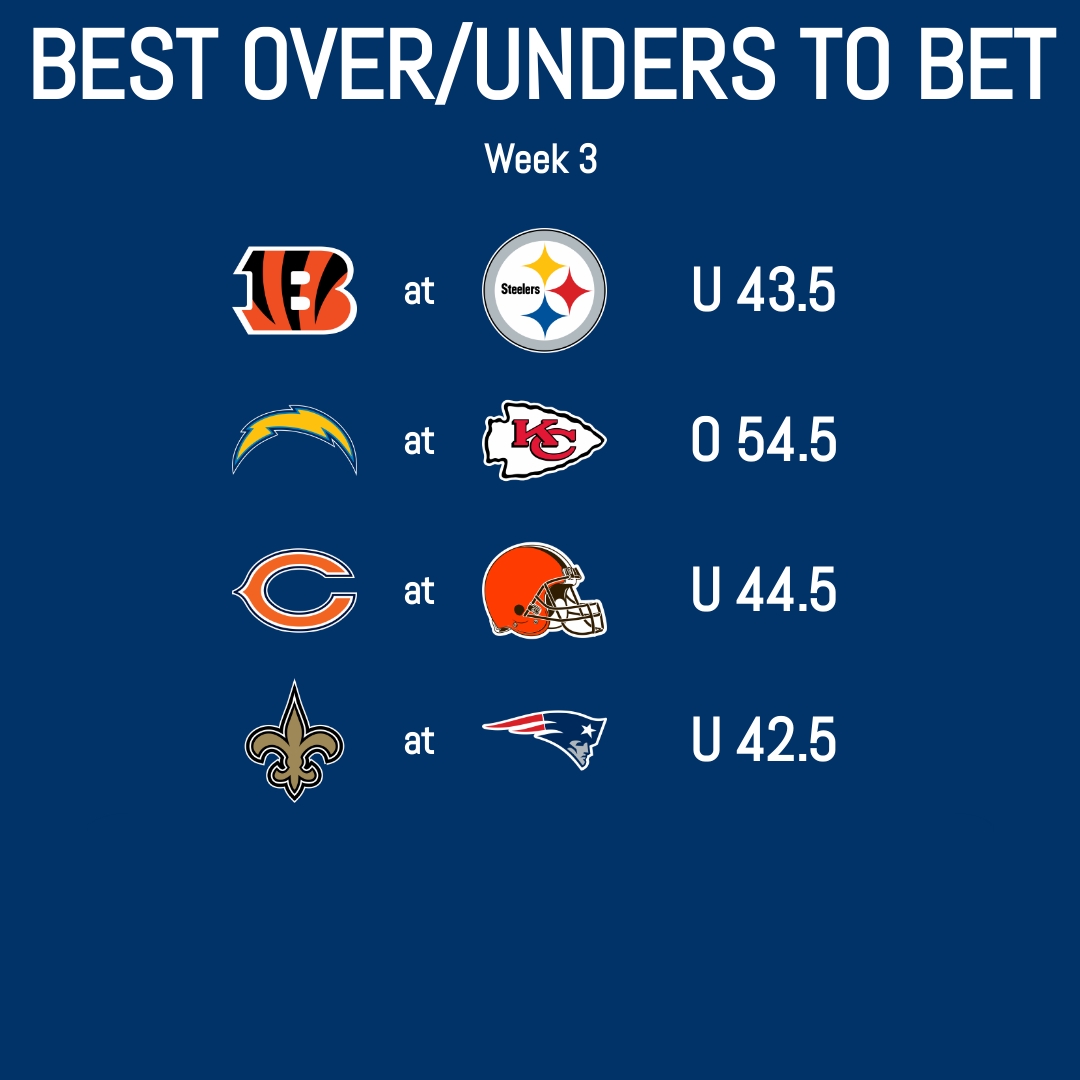 BEST OVER/UNDERS TO BET
Week 3
at Steelers U 43.5
at KC O 54.5
at U 44.5
at U 42.5